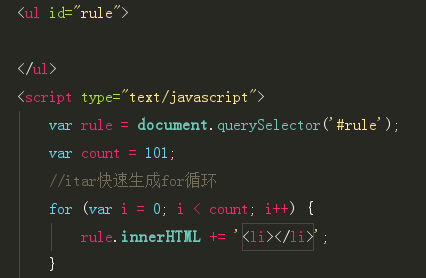 <ul id="rule">
</ul>
<script type="text/javascript">
var rule = document.querySelector('#rule');
var count = 101;
//itar快速生成for循环
for (var i = 0; i < count; i++) {
rule.innerHTML += '<li></li>';
}